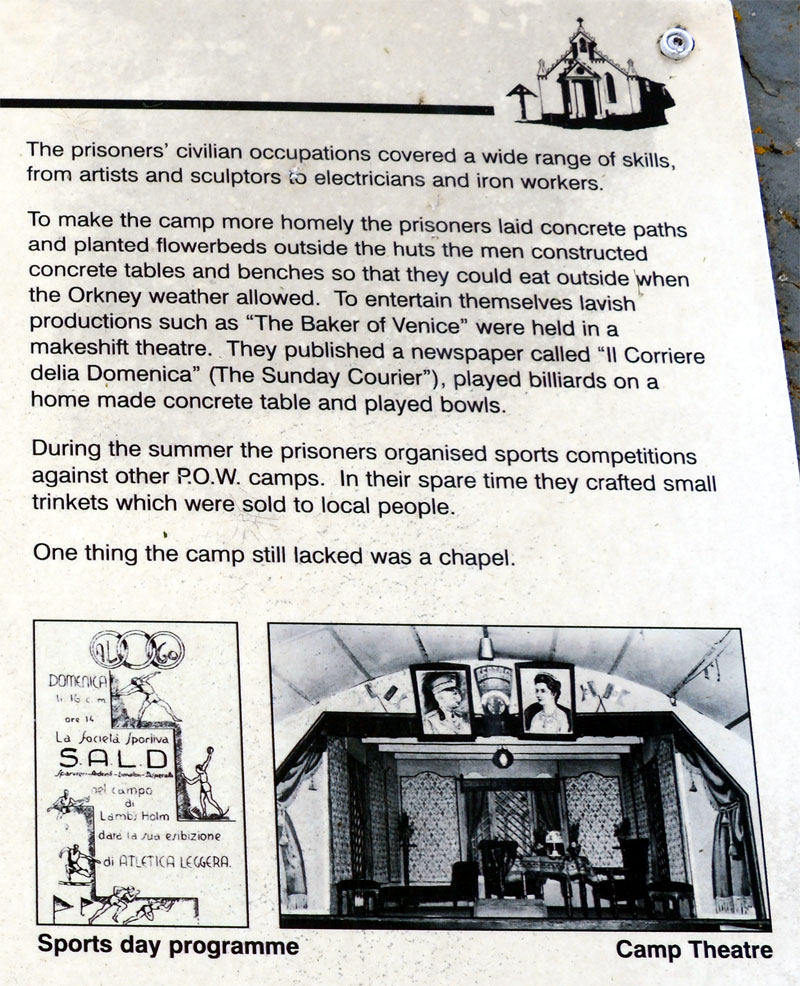 The prisoners' civilian occupations covered a wide range of skills,
from artists and sculptors to electricians and iron workers.
To make the camp more homely the prisoners laid concrete paths
and planted flowerbeds outside the huts the men constructed
concrete tables and benches so that they could eat outside when
the Orkney weather allowed. To entertain themselves lavish
productions such as “The Baker of Venice” were held in a
makeshift theatre. They published a newspaper called “Il Corriere
delia Domenica” (The Sunday Courier”), played billiards on a
home made concrete table and played bowls.
During the summer the prisoners organised sports competitions
against other P.O.W. camps. In their spare time they crafted small
trinkets which were sold to local people.
One thing the camp still lacked was a chapel.
DOMENICA
16 c.m.
ore 14
La Società Sportiva
S.A.L.D
nel campo
di
Lambs Holm
darà la sua esibizione
di ATLETICA LEGGERA.
Sports day programme
Camp Theatre